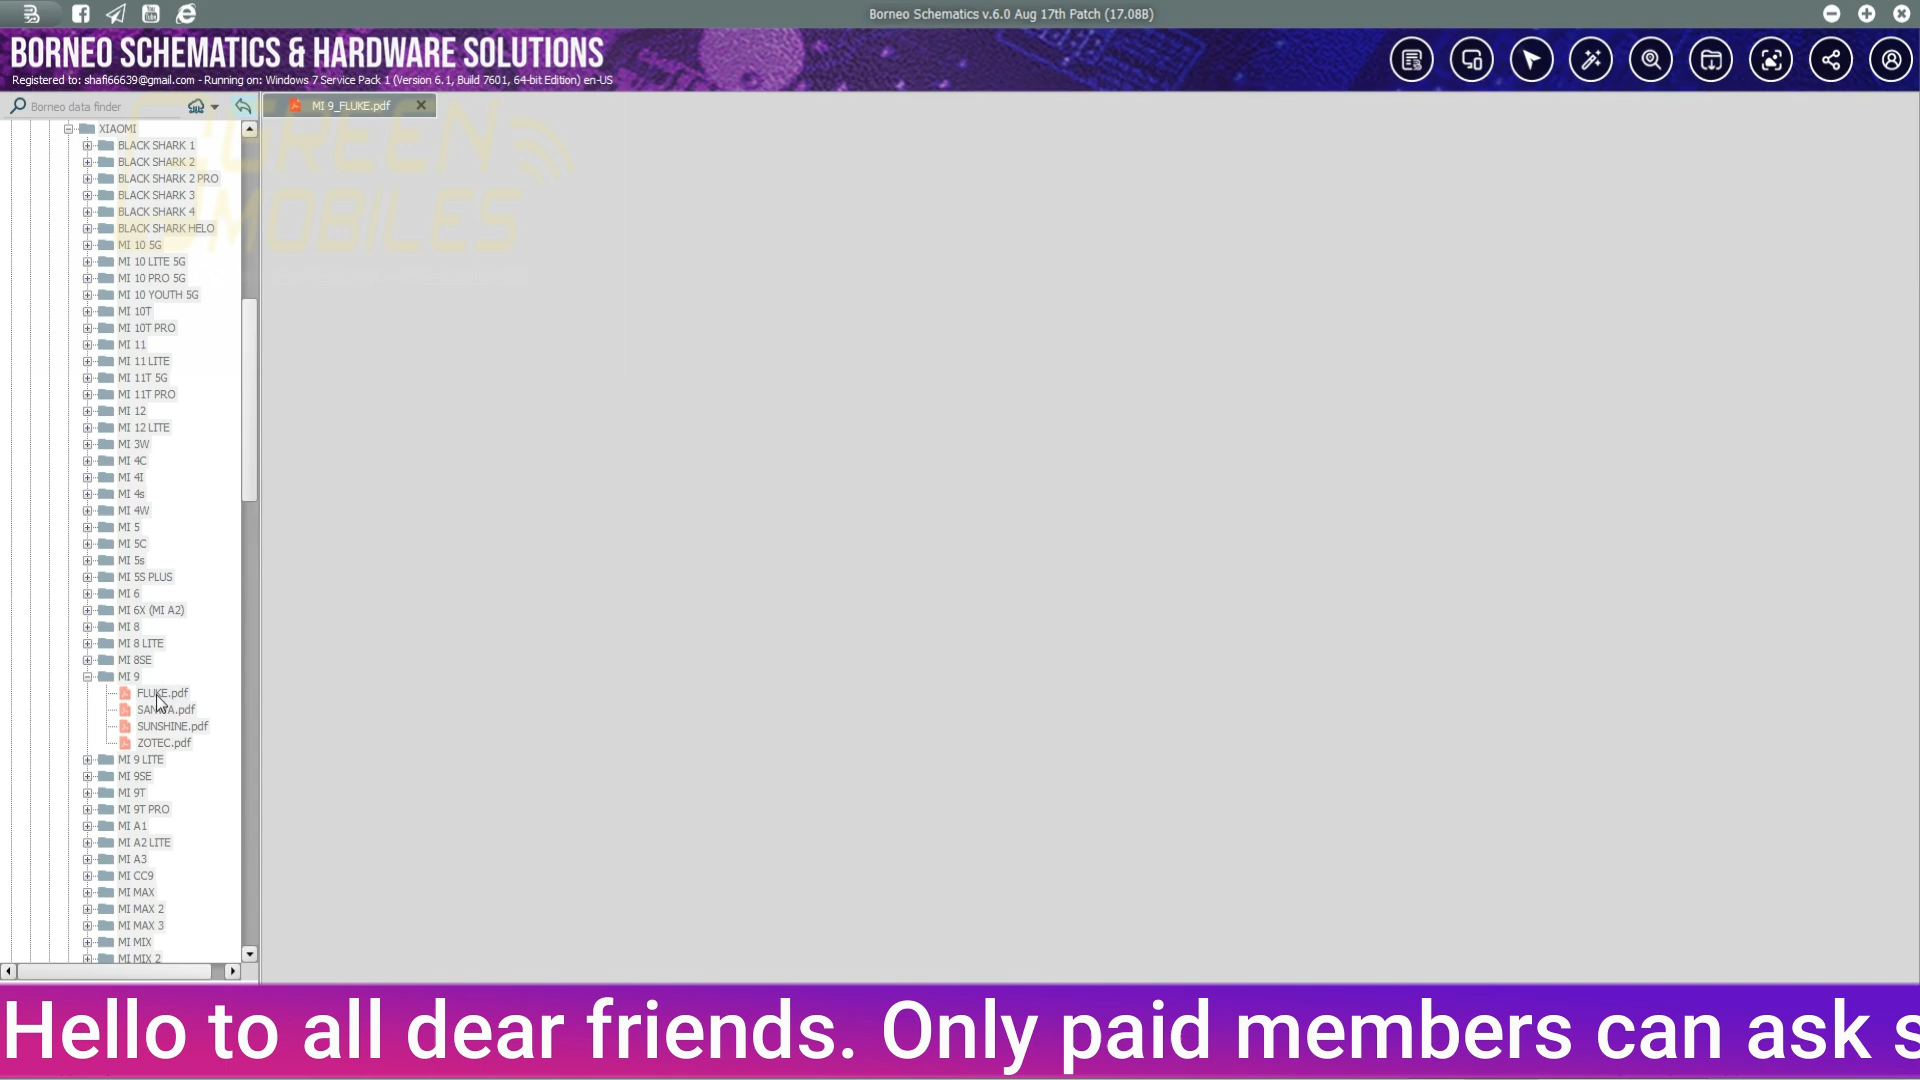 Borneo Schematics v.6.0 Aug 17th Patch (17.08B)
BORNEO SCHEMATICS & HARDWARE SOLUTIONS
Registered to: shafi66639@gmail.com - Running on: Windows 7 Service Pack 1 (Version 6.1, Build 7601, 64-bit Edition) en-US
Borneo data finder
MI 9_FLUKE.pdf
GREEN
MOBILES
XIAOMI
BLACK SHARK 1
BLACK SHARK 2
BLACK SHARK 2 PRO
BLACK SHARK 3
BLACK SHARK 4
BLACK SHARK HELO
MI 10 5G
MI 10 LITE 5G
MI 10 PRO 5G
MI 10 YOUTH 5G
MI 10T
MI 10T PRO
MI 11
MI 11 LITE
MI 11T 5G
MI 11T PRO
MI 12
MI 12 LITE
MI 3W
MI 4C
MI 4I
MI 4s
MI 4W
MI 5
MI 5C
MI 5s
MI 5S PLUS
MI 6
MI 6X (MI A2)
MI 8
MI 8 LITE
MI 8SE
MI 9
FLUKE.pdf
SUNSHINE.pdf
ZOTEC.pdf
MI 9 LITE
MI 9SE
MI 9T
MI 9T PRO
MI A1
MI A2 LITE
MI A3
MI CC9
MI MAX
MI MAX 2
MI MAX 3
MI MIX
MI MIX 2
Hello to all dear friends. Only paid members can ask s